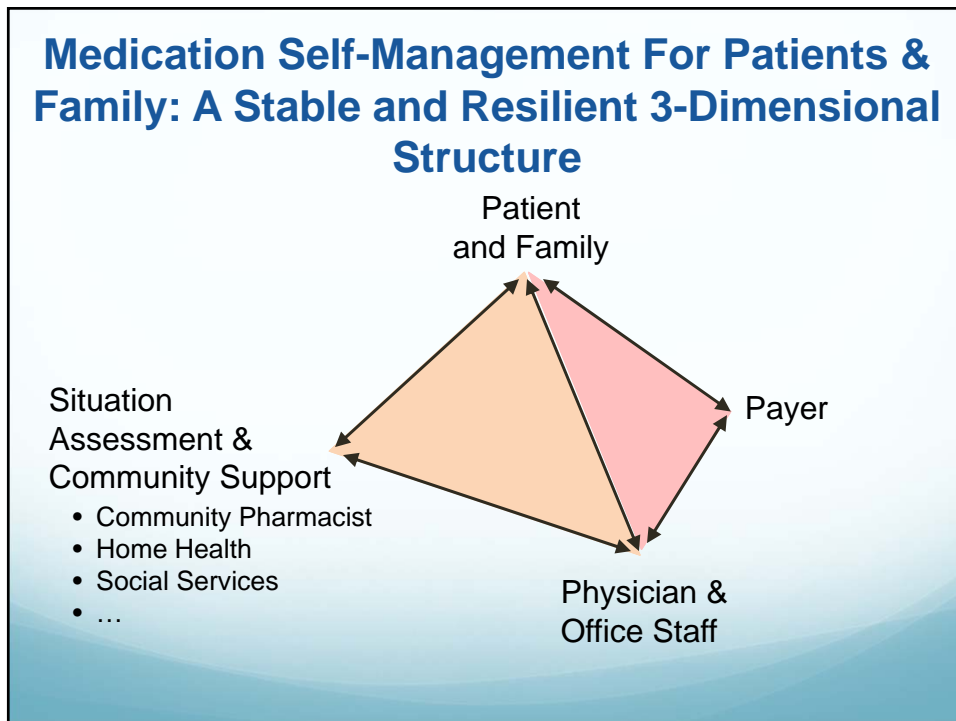 Medication Self-Management For Patients &
Family: A Stable and Resilient 3-Dimensional
Structure
Patient
and Family
Situation
Assessment &
Community Support
• Community Pharmacist
• Home Health
• Social Services
• …
Payer
Physician &
Office Staff